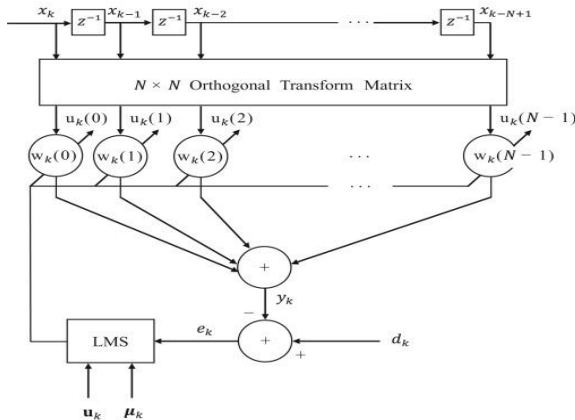 x_k z⁻¹ x_{k−1} z⁻¹ x_{k−2} ··· z⁻¹ x_{k−N+1}
N × N Orthogonal Transform Matrix
u_k(0) u_k(1) u_k(2) u_k(N − 1)
w_k(0) w_k(1) w_k(2) ··· w_k(N − 1)
···
+
y_k
−
LMS e_k + d_k
+
u_k μ_k